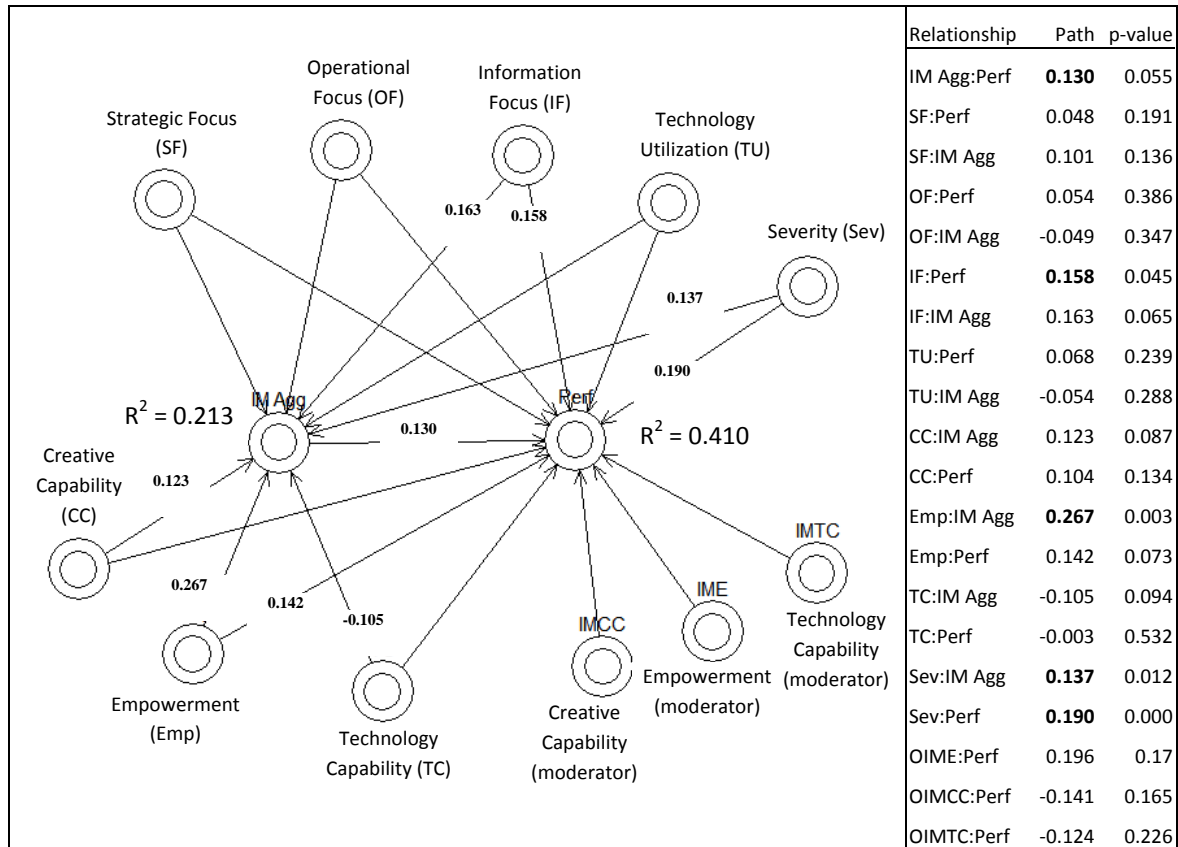 Operational
Focus (OF)
Information
Focus (IF)
Strategic Focus
(SF)
Technology
Utilization (TU)
Severity (Sev)
0.163
0.158
0.137
0.190
IM Agg
Perf
R² = 0.213
0.130
R² = 0.410
Creative
Capability
(CC)
0.123
0.267
0.142
-0.105
IMTC
IME
IMCC
Empowerment
(Emp)
Technology
Capability (TC)
Creative
Capability
(moderator)
Empowerment
(moderator)
Technology
Capability
(moderator)
Relationship Path p-value
IM Agg:Perf 0.130 0.055
SF:Perf 0.048 0.191
SF:IM Agg 0.101 0.136
OF:Perf 0.054 0.386
OF:IM Agg -0.049 0.347
IF:Perf 0.158 0.045
IF:IM Agg 0.163 0.065
TU:Perf 0.068 0.239
TU:IM Agg -0.054 0.288
CC:IM Agg 0.123 0.087
CC:Perf 0.104 0.134
Emp:IM Agg 0.267 0.003
Emp:Perf 0.142 0.073
TC:IM Agg -0.105 0.094
TC:Perf -0.003 0.532
Sev:IM Agg 0.137 0.012
Sev:Perf 0.190 0.000
OIME:Perf 0.196 0.17
OIMCC:Perf -0.141 0.165
OIMTC:Perf -0.124 0.226